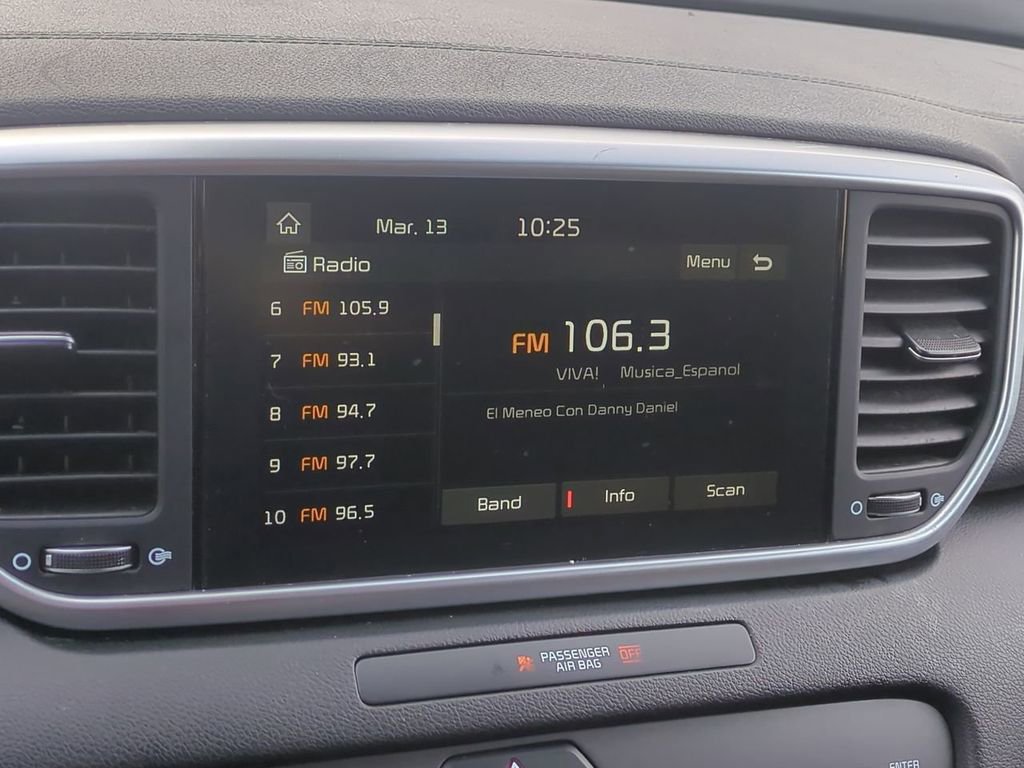 Mar. 13 10:25
Radio Menu
6 FM 105.9
7 FM 93.1
8 FM 94.7
9 FM 97.7
10 FM 96.5
FM 106.3
VIVA! Musica_Espanol
El Meneo Con Danny Daniel
Band Info Scan
PASSENGER
AIR BAG OFF
ENTER